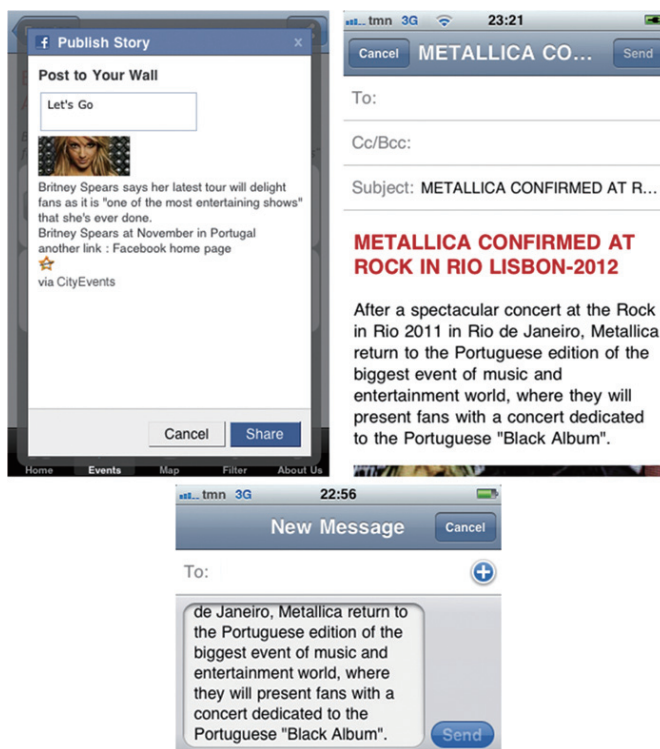 Publish Story x
Post to Your Wall
Let's Go
Britney Spears says her latest tour will delight
fans as it is "one of the most entertaining shows"
that she's ever done.
Britney Spears at November in Portugal
another link : Facebook home page
via CityEvents
Cancel Share
Home Events Map Filter About Us
tmn 3G 23:21
Cancel METALLICA CO... Send
To:
Cc/Bcc:
Subject: METALLICA CONFIRMED AT R...
METALLICA CONFIRMED AT
ROCK IN RIO LISBON-2012
After a spectacular concert at the Rock
in Rio 2011 in Rio de Janeiro, Metallica
return to the Portuguese edition of the
biggest event of music and
entertainment world, where they will
present fans with a concert dedicated
to the Portuguese "Black Album".
tmn 3G 22:56
New Message Cancel
To:
de Janeiro, Metallica return to
the Portuguese edition of the
biggest event of music and
entertainment world, where
they will present fans with a
concert dedicated to the
Portuguese "Black Album".
Send